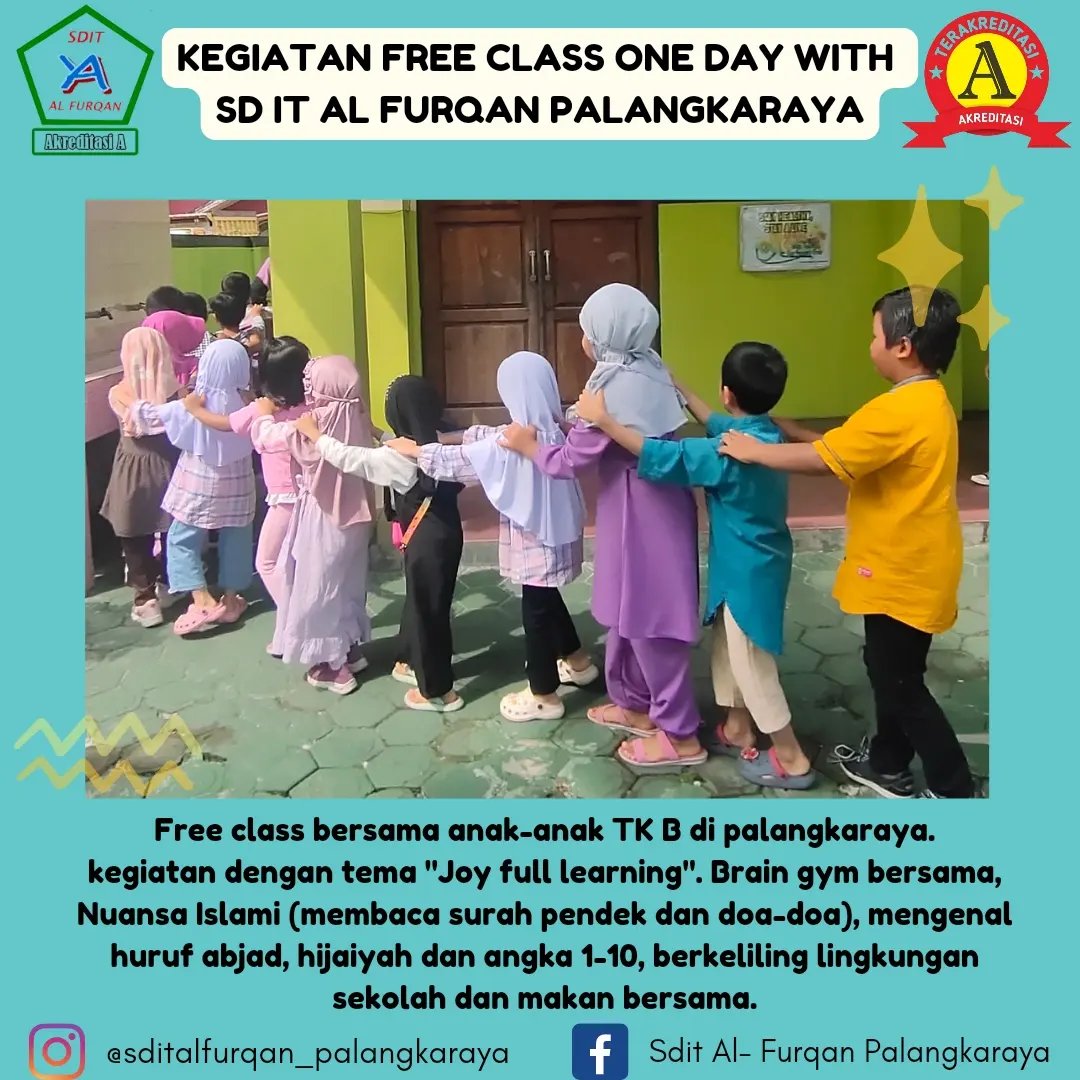 SDIT
AL FURQAN
Akreditasi A
KEGIATAN FREE CLASS ONE DAY WITH
SD IT AL FURQAN PALANGKARAYA
TERAKREDITASI
A
AKREDITASI
Free class bersama anak-anak TK B di palangkaraya.
kegiatan dengan tema "Joy full learning". Brain gym bersama,
Nuansa Islami (membaca surah pendek dan doa-doa), mengenal
huruf abjad, hijaiyah dan angka 1-10, berkeliling lingkungan
sekolah dan makan bersama.
@sditalfurqan_palangkaraya
Sdit Al- Furqan Palangkaraya